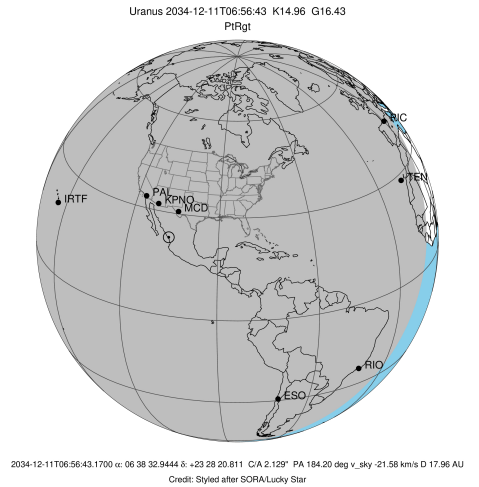 Uranus 2034-12-11T06:56:43 K14.96 G16.43
PtRgt
PIC
UTEN
IRTF
PAL
KPNO
MCD
RIO
ESO
2034-12-11T06:56:43.1700 α: 06 38 32.9444 δ: +23 28 20.811 C/A 2.129" PA 184.20 deg v_sky -21.58 km/s D 17.96 AU
Credit: Styled after SORA/Lucky Star